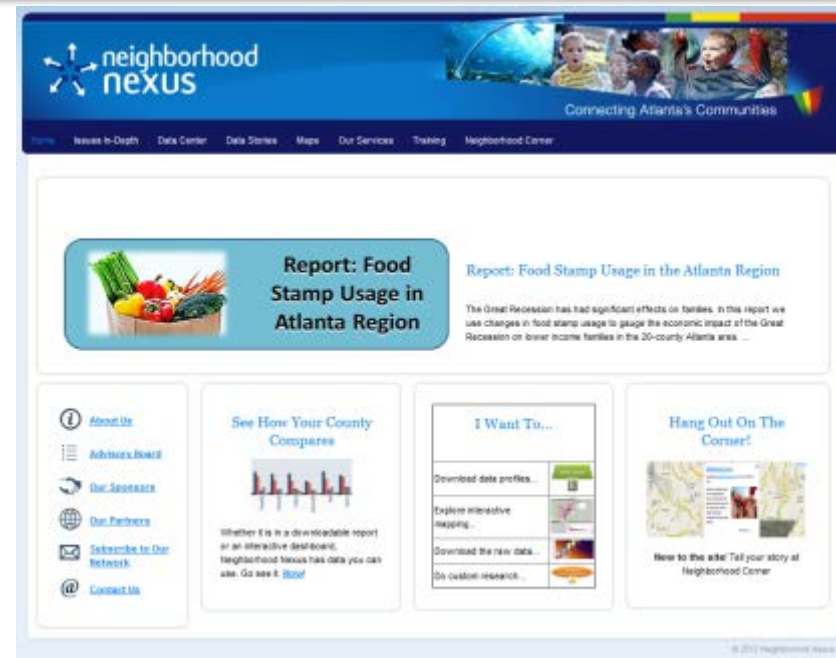 neighborhood
nexus
Connecting Atlanta's Communities
Home Issues In-Depth Data Center Data Stories Maps Our Services Training Neighborhood Corner
Report: Food
Stamp Usage in
Atlanta Region
Report: Food Stamp Usage in the Atlanta Region
The Great Recession has had significant effects on families. In this report we
use changes in food stamp usage to gauge the economic impact of the Great
Recession on lower income families in the 20-county Atlanta area. ...
About Us
Advisory Board
Our Sponsors
Our Partners
Subscribe to Our
Network
@ Contact Us
See How Your County
Compares
Whether it is in a downloadable report
or an interactive dashboard,
Neighborhood Nexus has data you can
use. Go see it. Now!
I Want To...
Download data profiles...
Explore interactive
mapping...
Download the raw data...
Do custom research...
Hang Out On The
Corner!
New to the site! Tell your story at
Neighborhood Corner
© 2012 Neighborhood Nexus